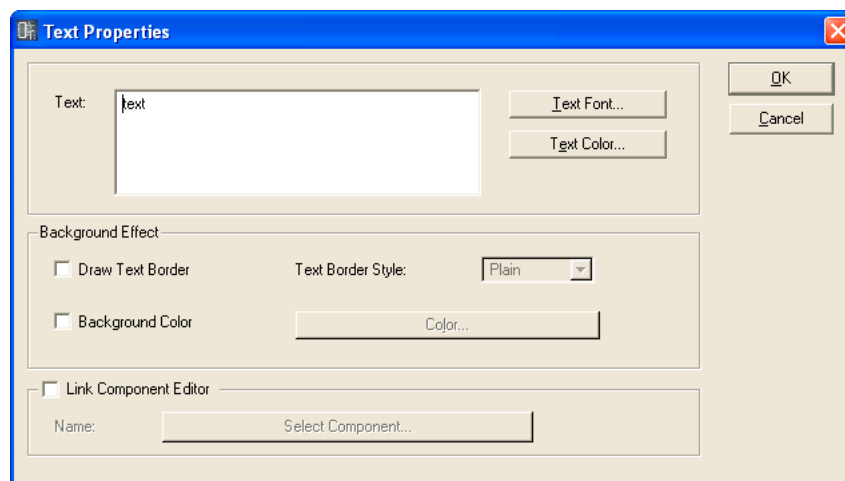 Text Properties
OK
Text: text Text Font...
Cancel
Text Color...
Background Effect
Draw Text Border Text Border Style: Plain
Background Color Color...
Link Component Editor
Name: Select Component...